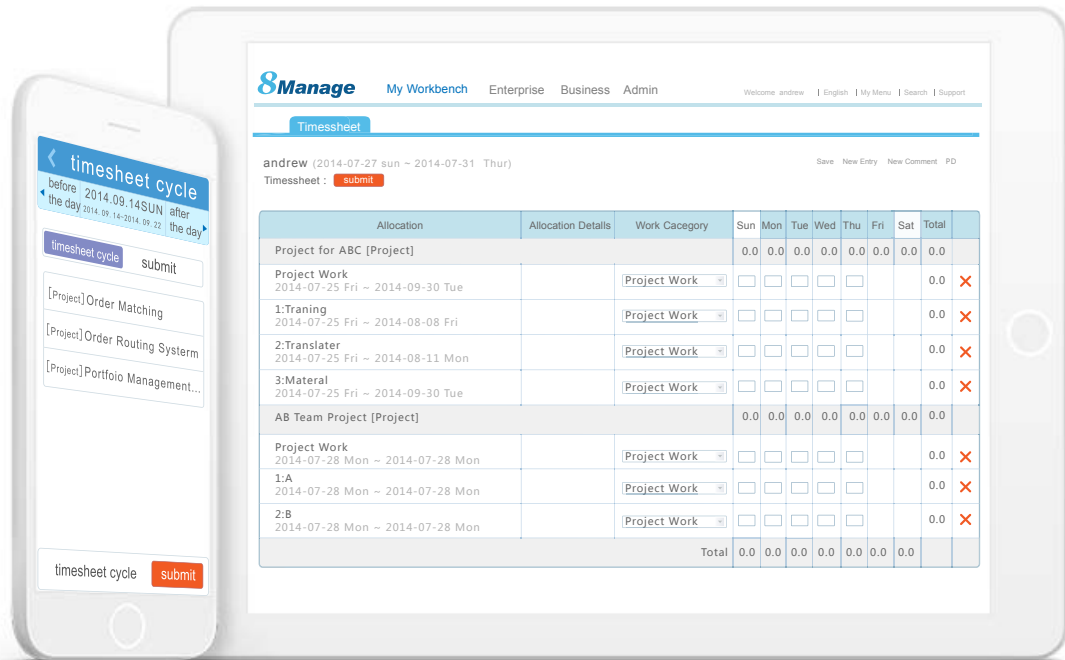 timesheet cycle
before the day
2014.09.14SUN
2014.09.14-2014.09.22
after the day
timesheet cycle submit
[Project]Order Matching
[Project]Order Routing Systerm
[Project]Portfoio Management...
timesheet cycle submit
8Manage My Workbench Enterprise Business Admin Welcome andrew | English | My Menu | Search | Support
Timessheet
andrew (2014-07-27 sun ~ 2014-07-31 Thur) Save New Entry New Comment PD
Timessheet : submit
Allocation Allocation Detalls Work Cacegory Sun Mon Tue Wed Thu Fri Sat Total
Project for ABC [Project] 0.0 0.0 0.0 0.0 0.0 0.0 0.0 0.0
Project Work
2014-07-25 Fri ~ 2014-09-30 Tue Project Work 0.0
1:Traning
2014-07-25 Fri ~ 2014-08-08 Fri Project Work 0.0
2:Translater
2014-07-25 Fri ~ 2014-08-11 Mon Project Work 0.0
3:Materal
2014-07-25 Fri ~ 2014-09-30 Tue Project Work 0.0
AB Team Project [Project] 0.0 0.0 0.0 0.0 0.0 0.0 0.0 0.0
Project Work
2014-07-28 Mon ~ 2014-07-28 Mon Project Work 0.0
1:A
2014-07-28 Mon ~ 2014-07-28 Mon Project Work 0.0
2:B
2014-07-28 Mon ~ 2014-07-28 Mon Project Work 0.0
Total 0.0 0.0 0.0 0.0 0.0 0.0 0.0